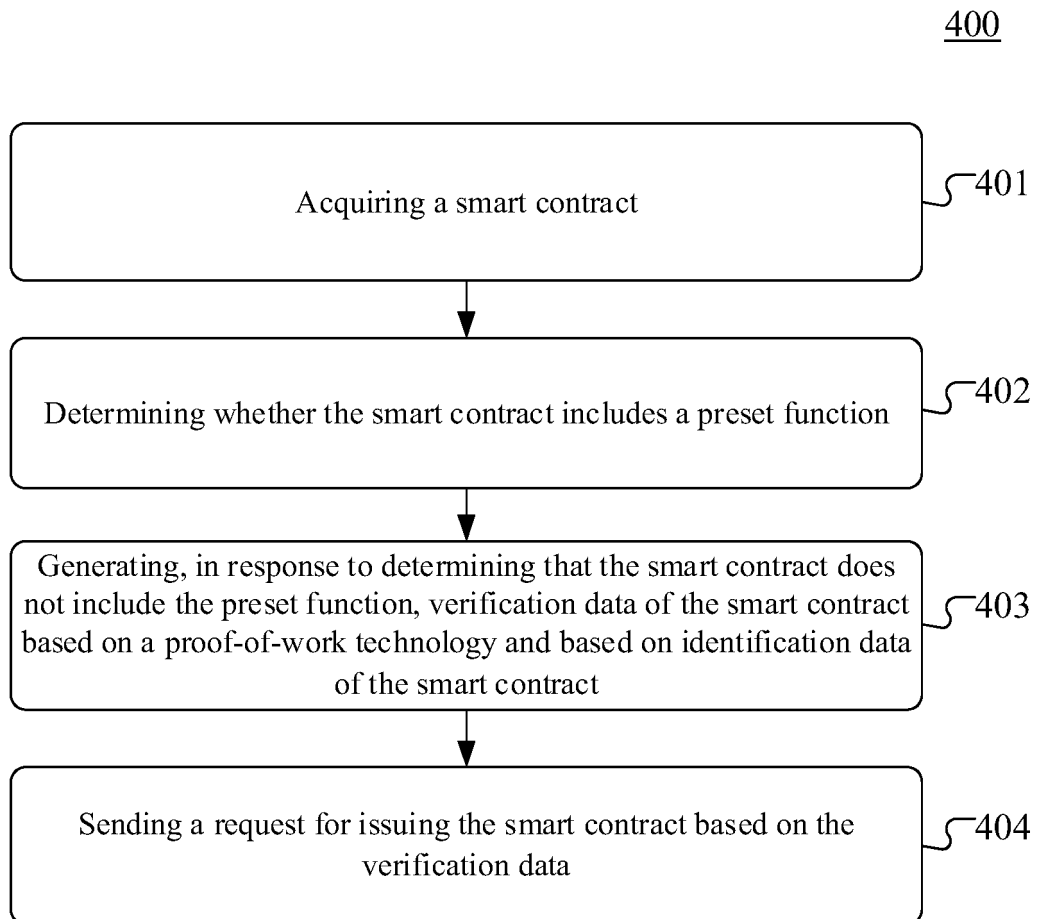 400
Acquiring a smart contract
401
Determining whether the smart contract includes a preset function
402
Generating, in response to determining that the smart contract does
not include the preset function, verification data of the smart contract
based on a proof-of-work technology and based on identification data
of the smart contract
403
Sending a request for issuing the smart contract based on the
verification data
404